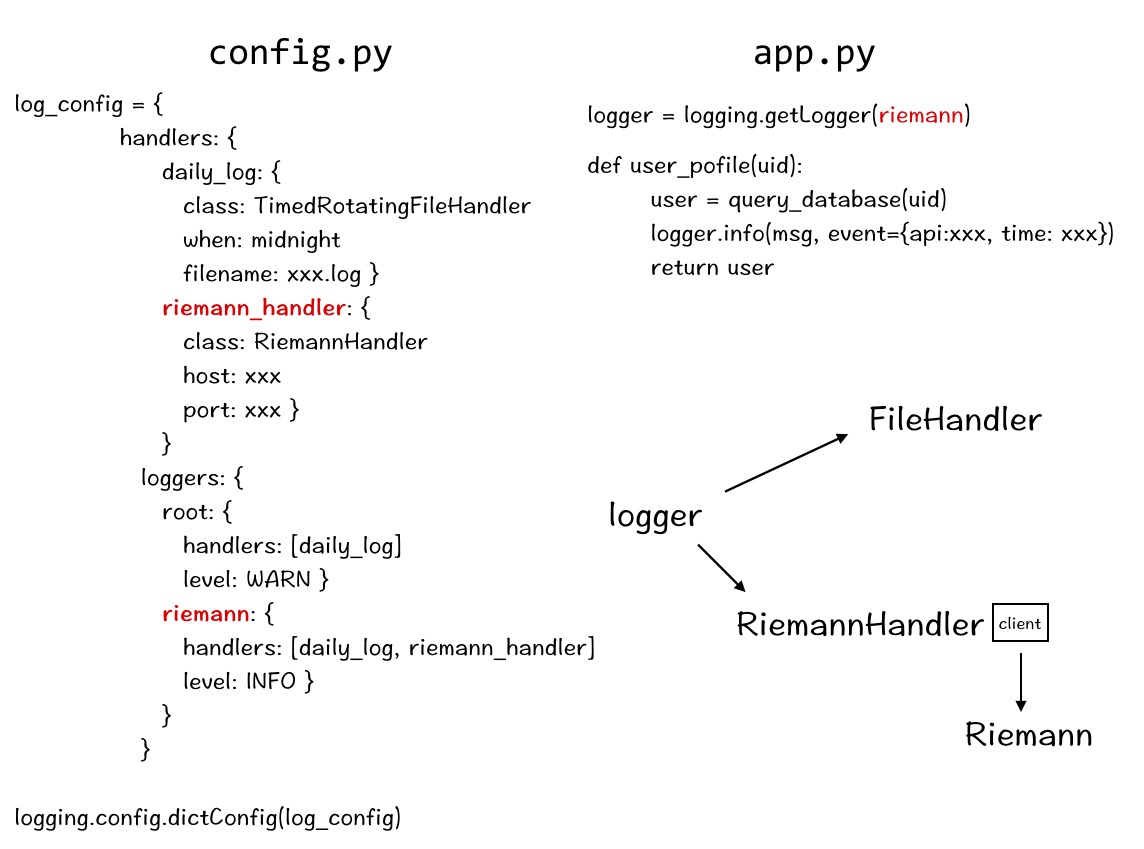 config.py
log_config = {
handlers: {
daily_log: {
class: TimedRotatingFileHandler
when: midnight
filename: xxx.log }
riemann_handler: {
class: RiemannHandler
host: xxx
port: xxx }
}
loggers: {
root: {
handlers: [daily_log]
level: WARN }
riemann: {
handlers: [daily_log, riemann_handler]
level: INFO }
}
}
logging.config.dictConfig(log_config)
app.py
logger = logging.getLogger(riemann)
def user_pofile(uid):
user = query_database(uid)
logger.info(msg, event={api:xxx, time: xxx})
return user
FileHandler
logger
RiemannHandler
client
Riemann